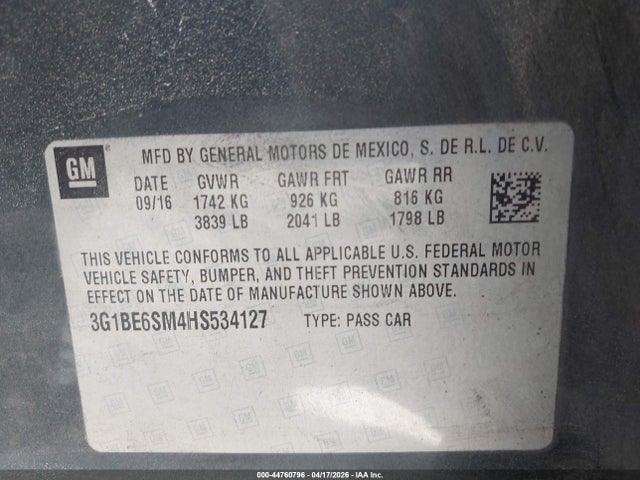 GM
MFD BY GENERAL MOTORS DE MEXICO, S. DE R.L. DE C.V.
DATE GVWR GAWR FRT GAWR RR
09/16 1742 KG 926 KG 816 KG
3839 LB 2041 LB 1798 LB
THIS VEHICLE CONFORMS TO ALL APPLICABLE U.S. FEDERAL MOTOR
VEHICLE SAFETY, BUMPER, AND THEFT PREVENTION STANDARDS IN
EFFECT ON THE DATE OF MANUFACTURE SHOWN ABOVE.
3G1BE6SM4HS534127 TYPE: PASS CAR
000-44760796 - 04/17/2026 - IAA Inc.